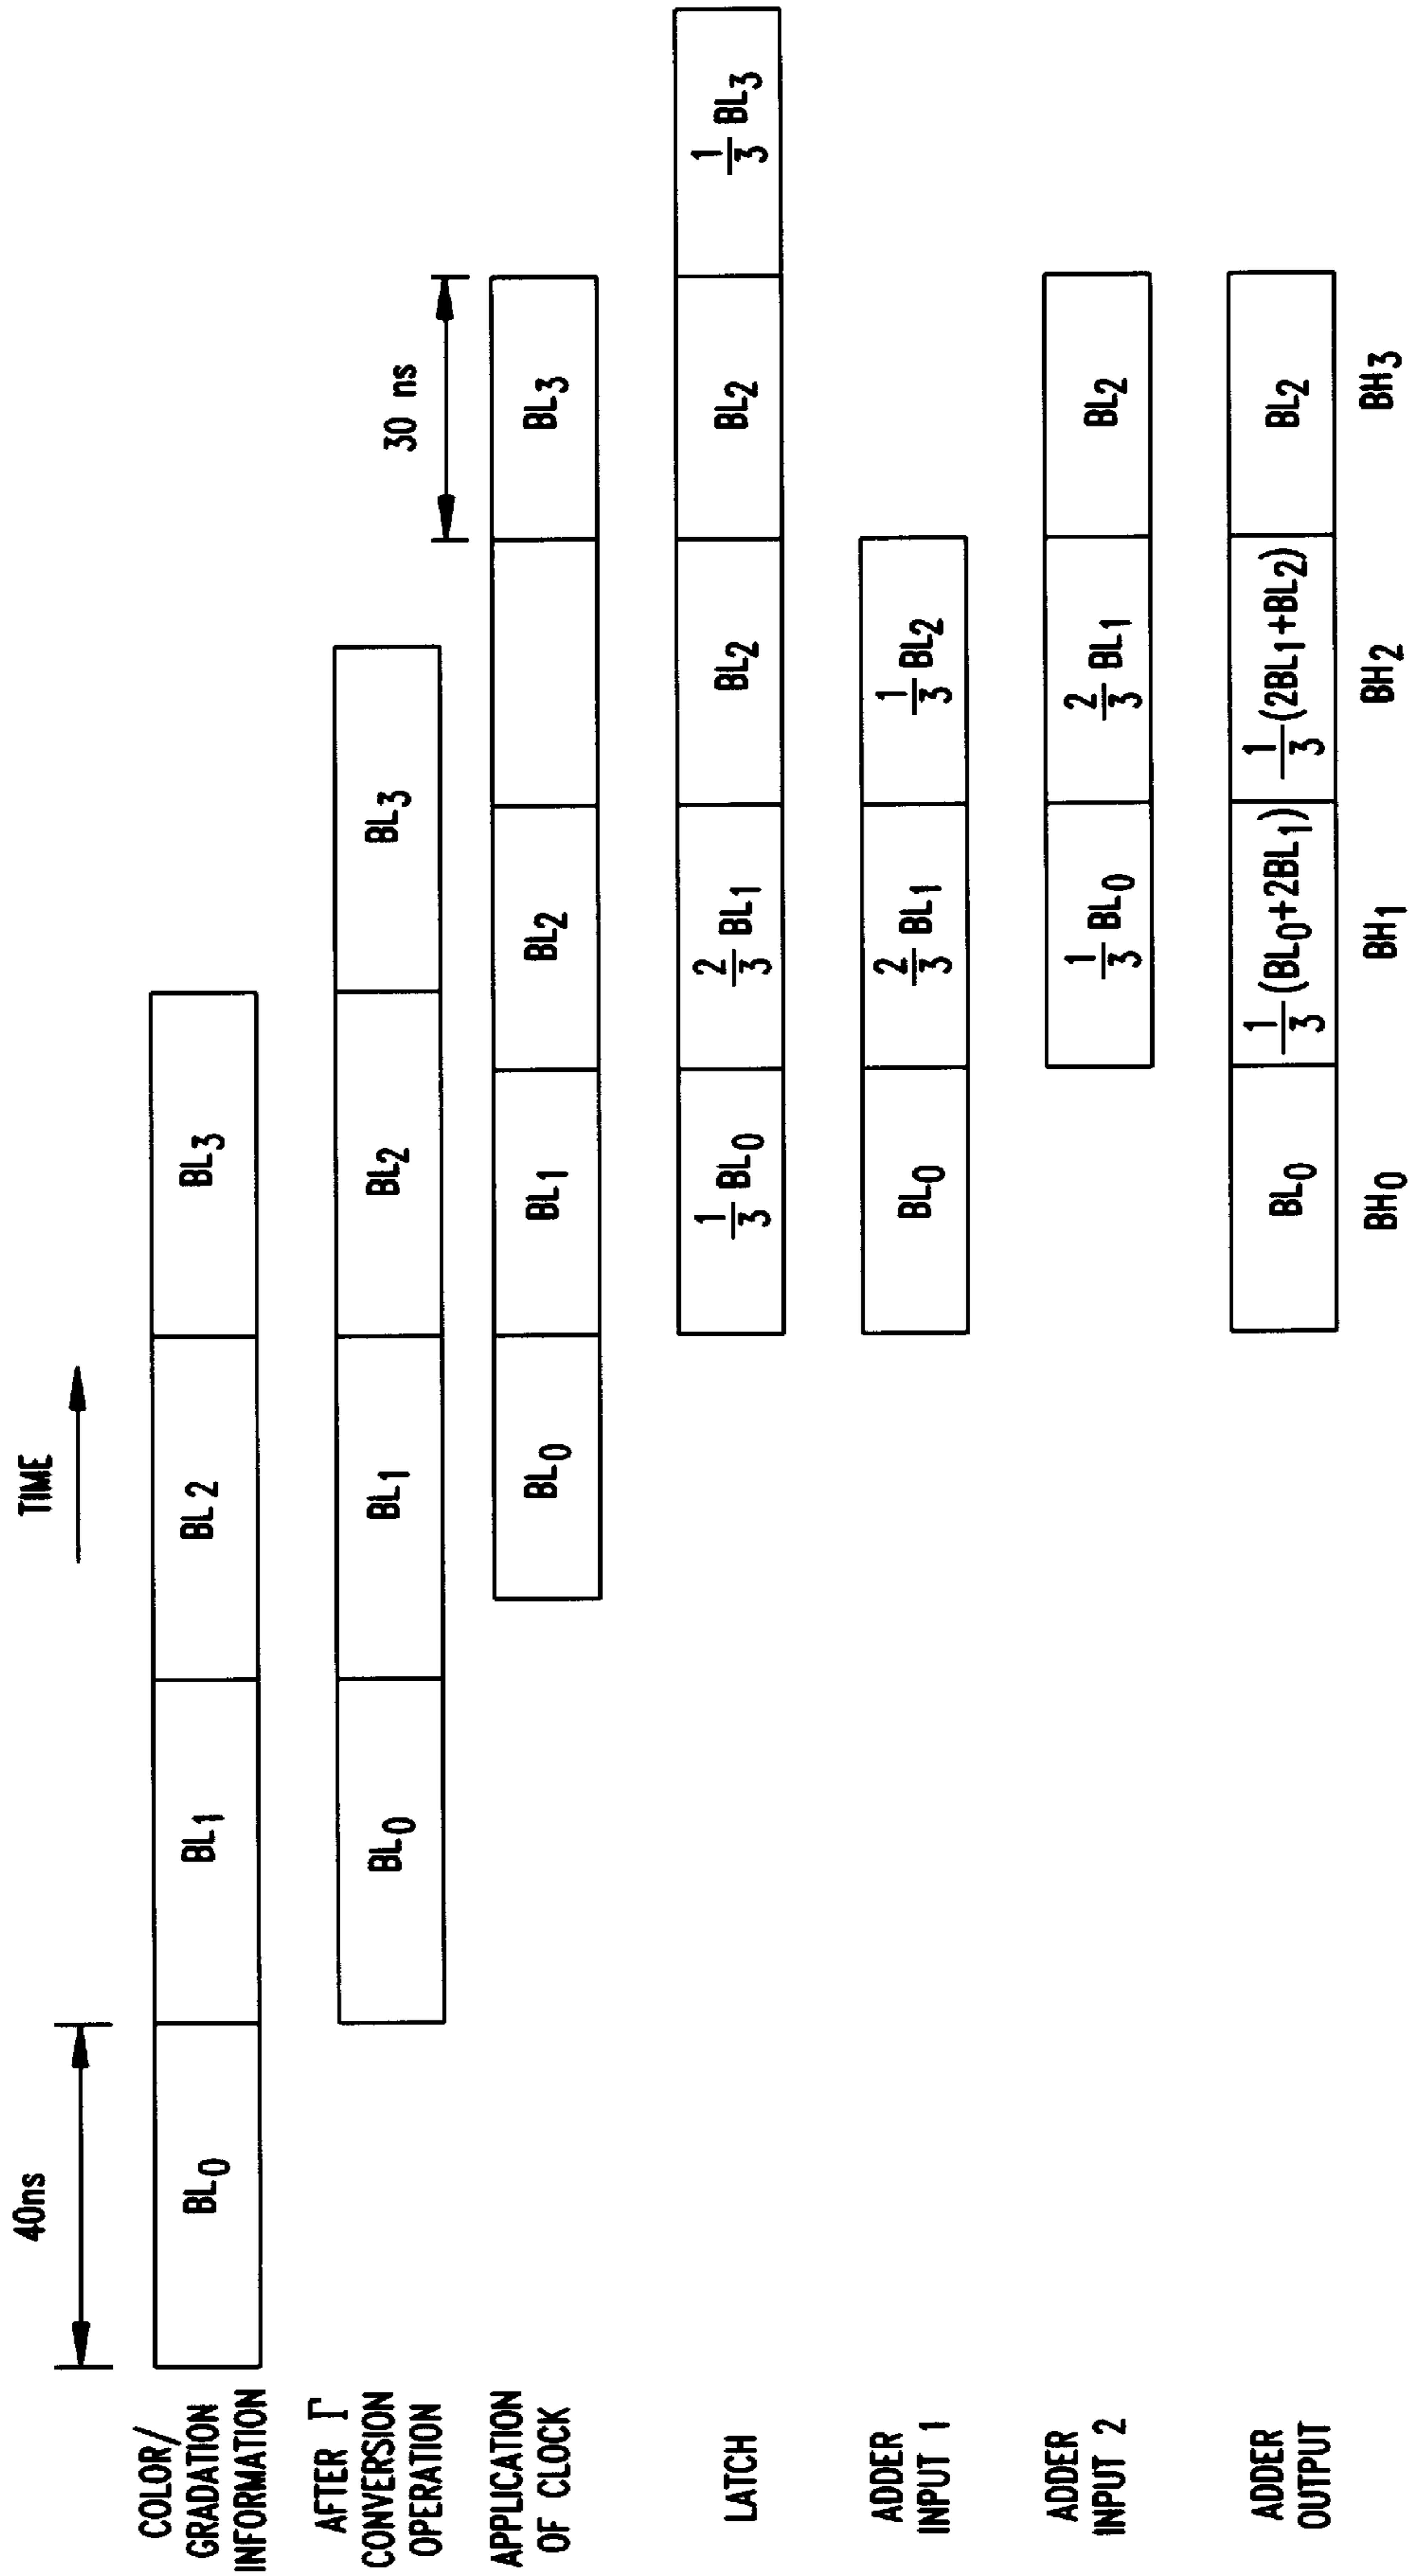 TIME
40ns
COLOR/
GRADATION
INFORMATION
BL0 BL1 BL2 BL3
AFTER Γ
CONVERSION
OPERATION
BL0 BL1 BL2 BL3
30 ns
APPLICATION
OF CLOCK
BL0 BL1 BL2 BL3
LATCH
1/3 BL0 2/3 BL1 BL2 BL2 1/3 BL3
ADDER
INPUT 1
BL0 2/3 BL1 1/3 BL2
ADDER
INPUT 2
1/3 BL0 2/3 BL1 BL2
ADDER
OUTPUT
BL0 1/3(BL0+2BL1) 1/3(2BL1+BL2) BL2
BH0 BH1 BH2 BH3